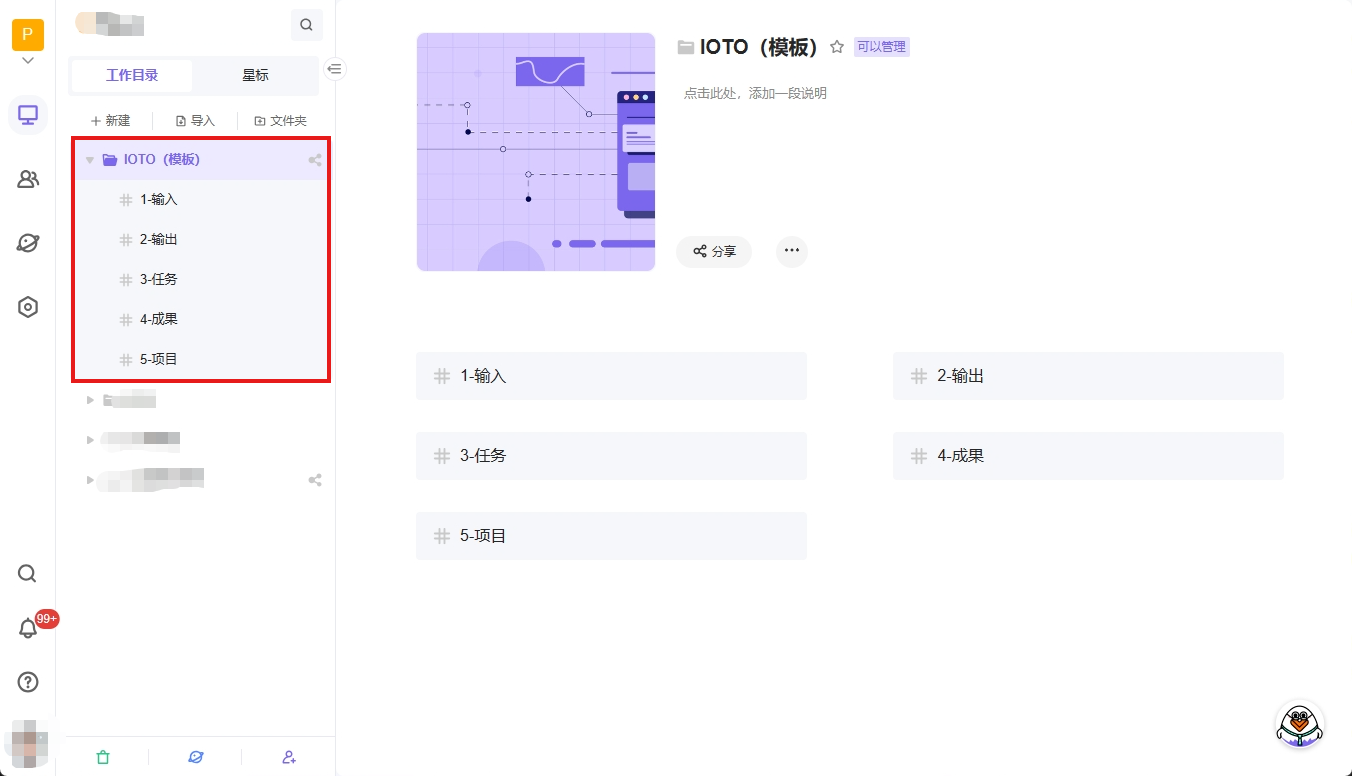 P
工作目录
星标
新建
导入
文件夹
IOTO（模板）
1-输入
2-输出
3-任务
4-成果
5-项目
99+
IOTO（模板）
可以管理
点击此处，添加一段说明
分享
1-输入
2-输出
3-任务
4-成果
5-项目